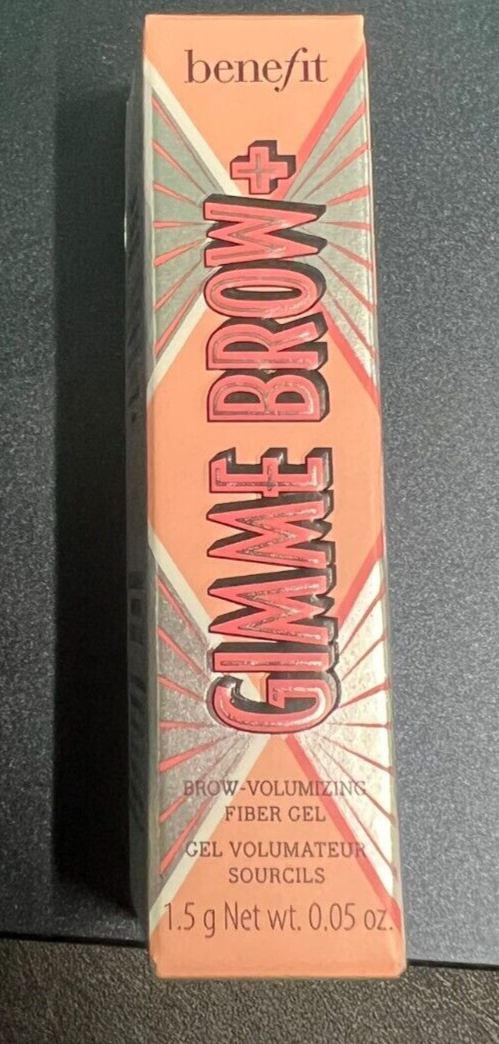 benefit
GIMME BROW+
BROW-VOLUMIZING
FIBER GEL
GEL VOLUMATEUR
SOURCILS
1.5 g Net wt. 0.05 oz.